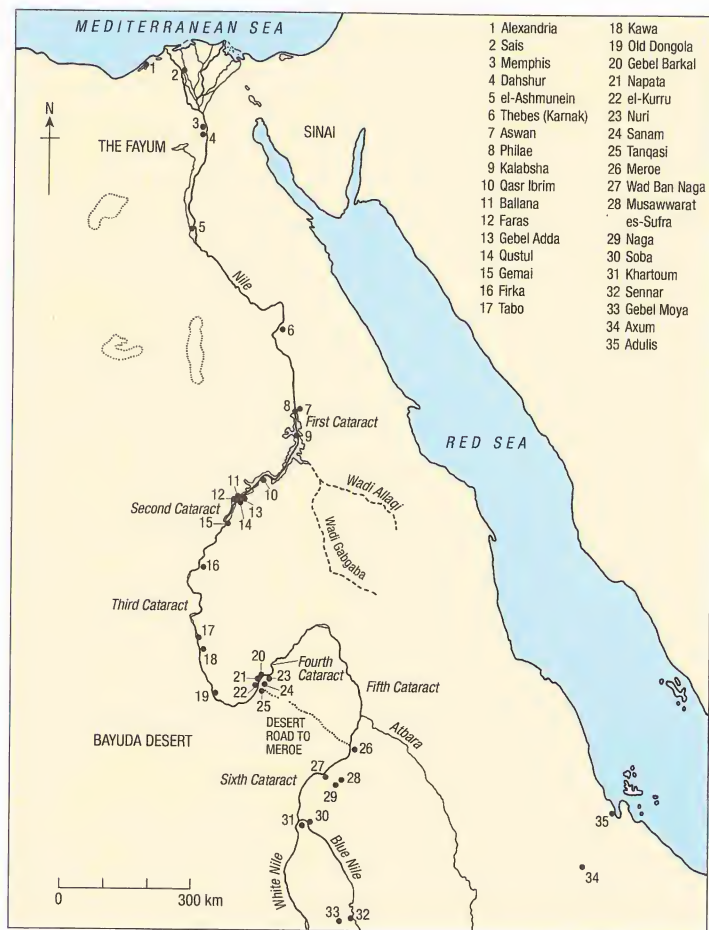 MEDITERRANEAN SEA
1 Alexandria
2 Sais
3 Memphis
4 Dahshur
5 el-Ashmunein
6 Thebes (Karnak)
7 Aswan
8 Philae
9 Kalabsha
10 Qasr Ibrim
11 Ballana
12 Faras
13 Gebel Adda
14 Qustul
15 Gemai
16 Firka
17 Tabo
18 Kawa
19 Old Dongola
20 Gebel Barkal
21 Napata
22 el-Kurru
23 Nuri
24 Sanam
25 Tanqasi
26 Meroe
27 Wad Ban Naga
28 Musawwarat
es-Sufra
29 Naga
30 Soba
31 Khartoum
32 Sennar
33 Gebel Moya
34 Axum
35 Adulis
1
2
N
3
4
SINAI
THE FAYUM
5
Nile
6
8
7
First Cataract
9
RED SEA
10
Wadi Allaqi
11
12
13
Second Cataract
14
15
Wadi Gabgaba
16
Third Cataract
17
18
20
Fourth
Cataract
21
23
22
24
25
19
Fifth Cataract
DESERT
ROAD TO
MEROE
BAYUDA DESERT
Atbara
26
27
Sixth Cataract
28
29
31
30
35
White Nile
Blue Nile
34
0
300 km
33
32